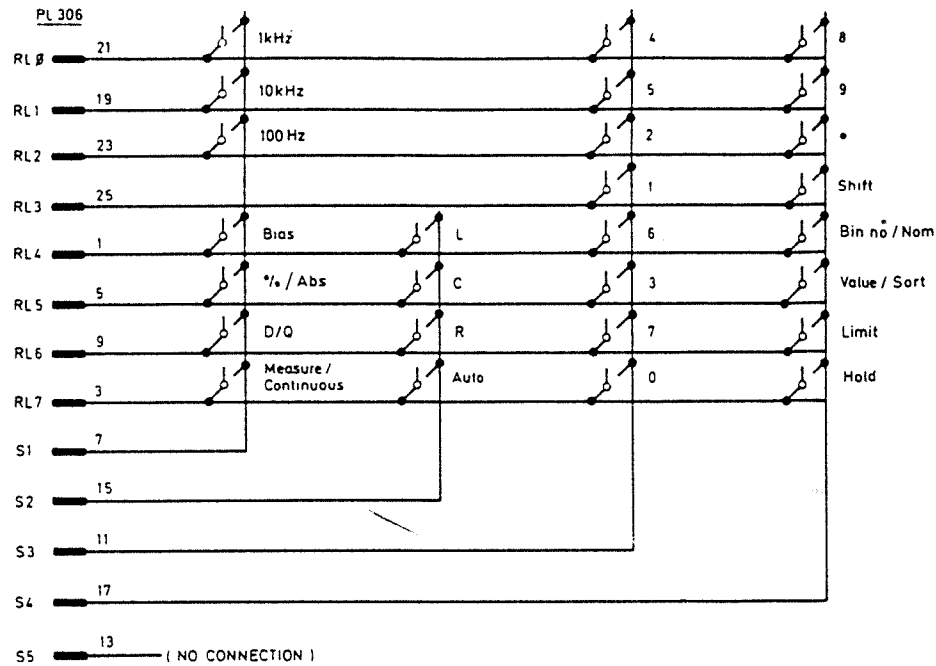 PL 306
RLØ 21 1kHz 4 8
RL1 19 10kHz 5 9
RL2 23 100 Hz 2 •
RL3 25 1 Shift
RL4 1 Bias L 6 Bin no / Nom
RL5 5 % / Abs C 3 Value / Sort
RL6 9 D/Q R 7 Limit
RL7 3 Measure / Continuous Auto 0 Hold
S1 7
S2 15
S3 11
S4 17
S5 13 ( NO CONNECTION )